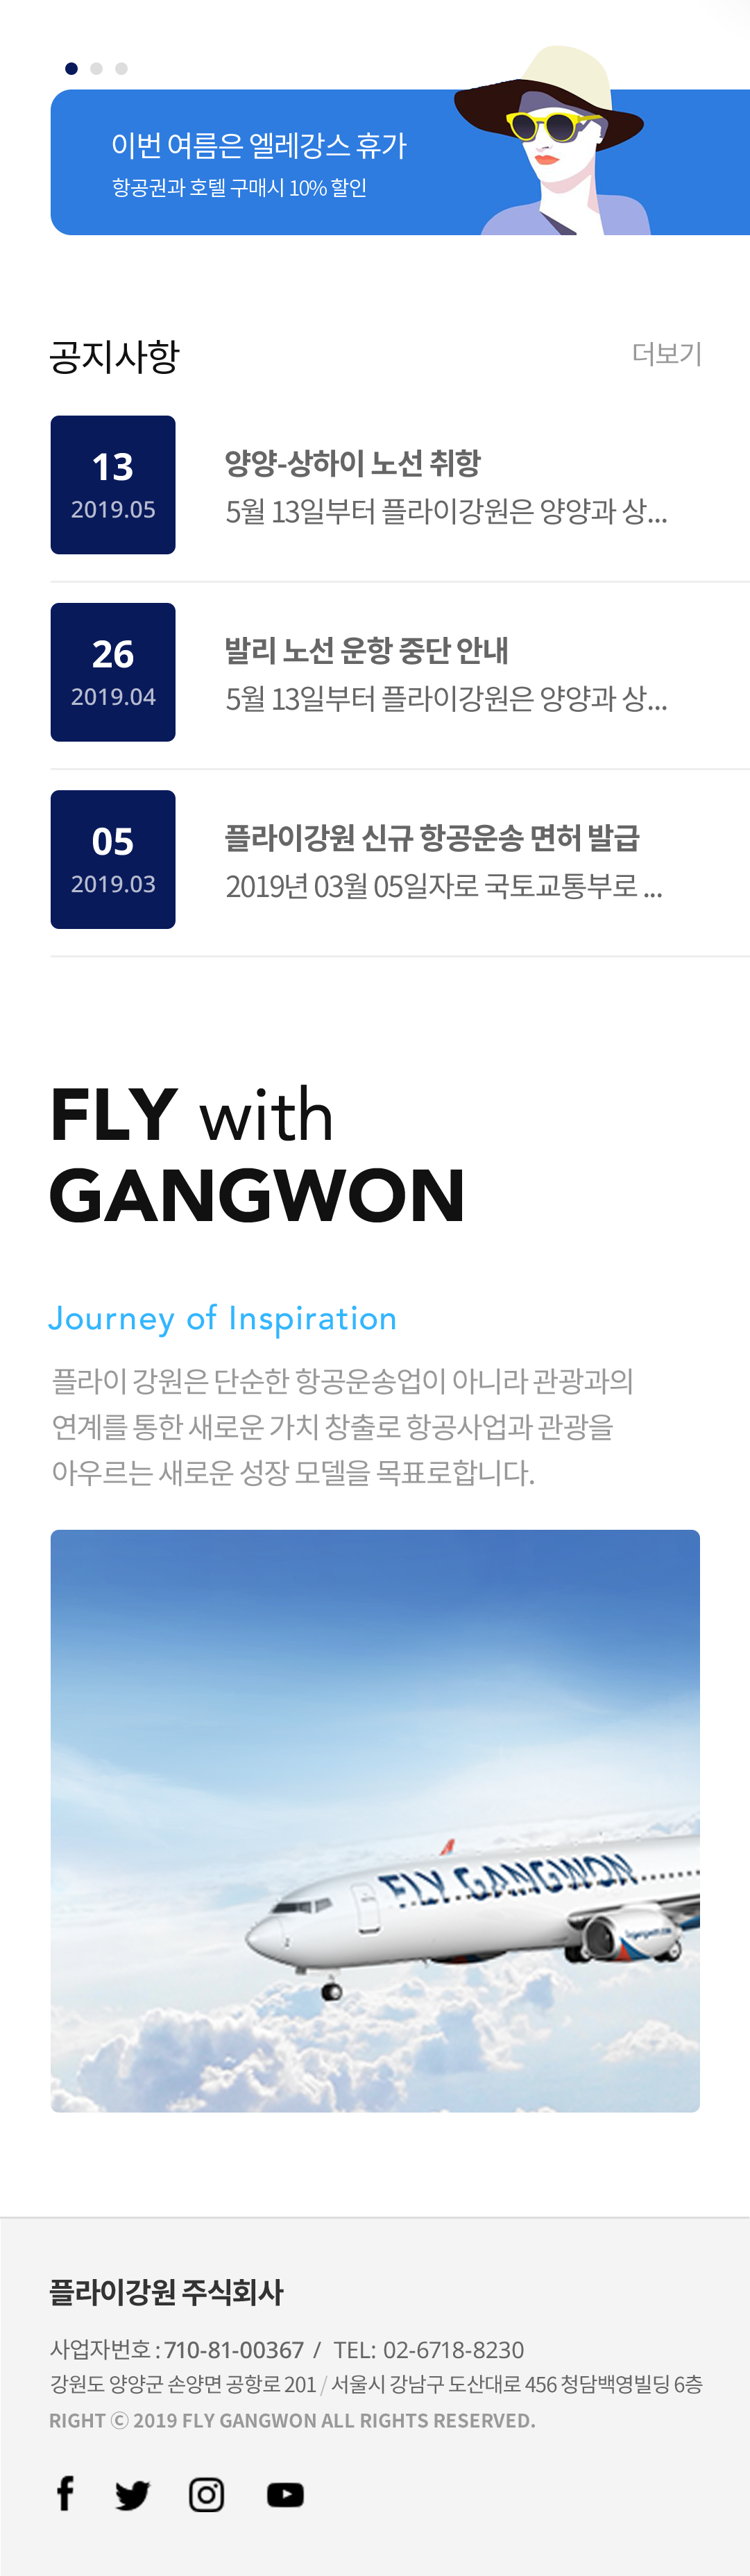 이번 여름은 엘레강스 휴가
항공권과 호텔 구매시 10% 할인
공지사항
더보기
13
2019.05
양양-상하이 노선 취항
5월 13일부터 플라이강원은 양양과 상...
26
2019.04
발리 노선 운항 중단 안내
5월 13일부터 플라이강원은 양양과 상...
05
2019.03
플라이강원 신규 항공운송 면허 발급
2019년 03월 05일자로 국토교통부로 ...
FLY with
GANGWON
Journey of Inspiration
플라이 강원은 단순한 항공운송업이 아니라 관광과의
연계를 통한 새로운 가치 창출로 항공사업과 관광을
아우르는 새로운 성장 모델을 목표로합니다.
FLY GANGWON
플라이강원 주식회사
사업자번호 : 710-81-00367 / TEL: 02-6718-8230
강원도 양양군 손양면 공항로 201 / 서울시 강남구 도산대로 456 청담백영빌딩 6층
RIGHT ⓒ 2019 FLY GANGWON ALL RIGHTS RESERVED.